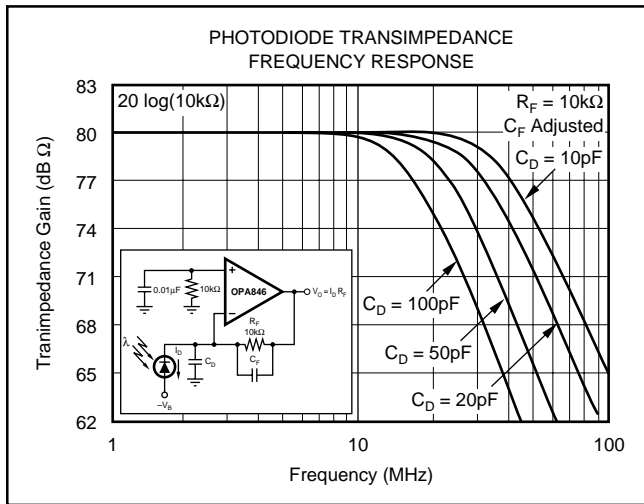 PHOTODIODE TRANSIMPEDANCE
FREQUENCY RESPONSE
83
80
77
74
71
68
65
62
Tranimpedance Gain (dB Ω)
20 log(10kΩ)
R_F = 10kΩ
C_F Adjusted
C_D = 10pF
C_D = 100pF
C_D = 50pF
C_D = 20pF
0.01µF
10kΩ
+
OPA846
–
V_O = I_D R_F
R_F
10kΩ
C_F
λ
I_D
C_D
–V_B
1
10
100
Frequency (MHz)